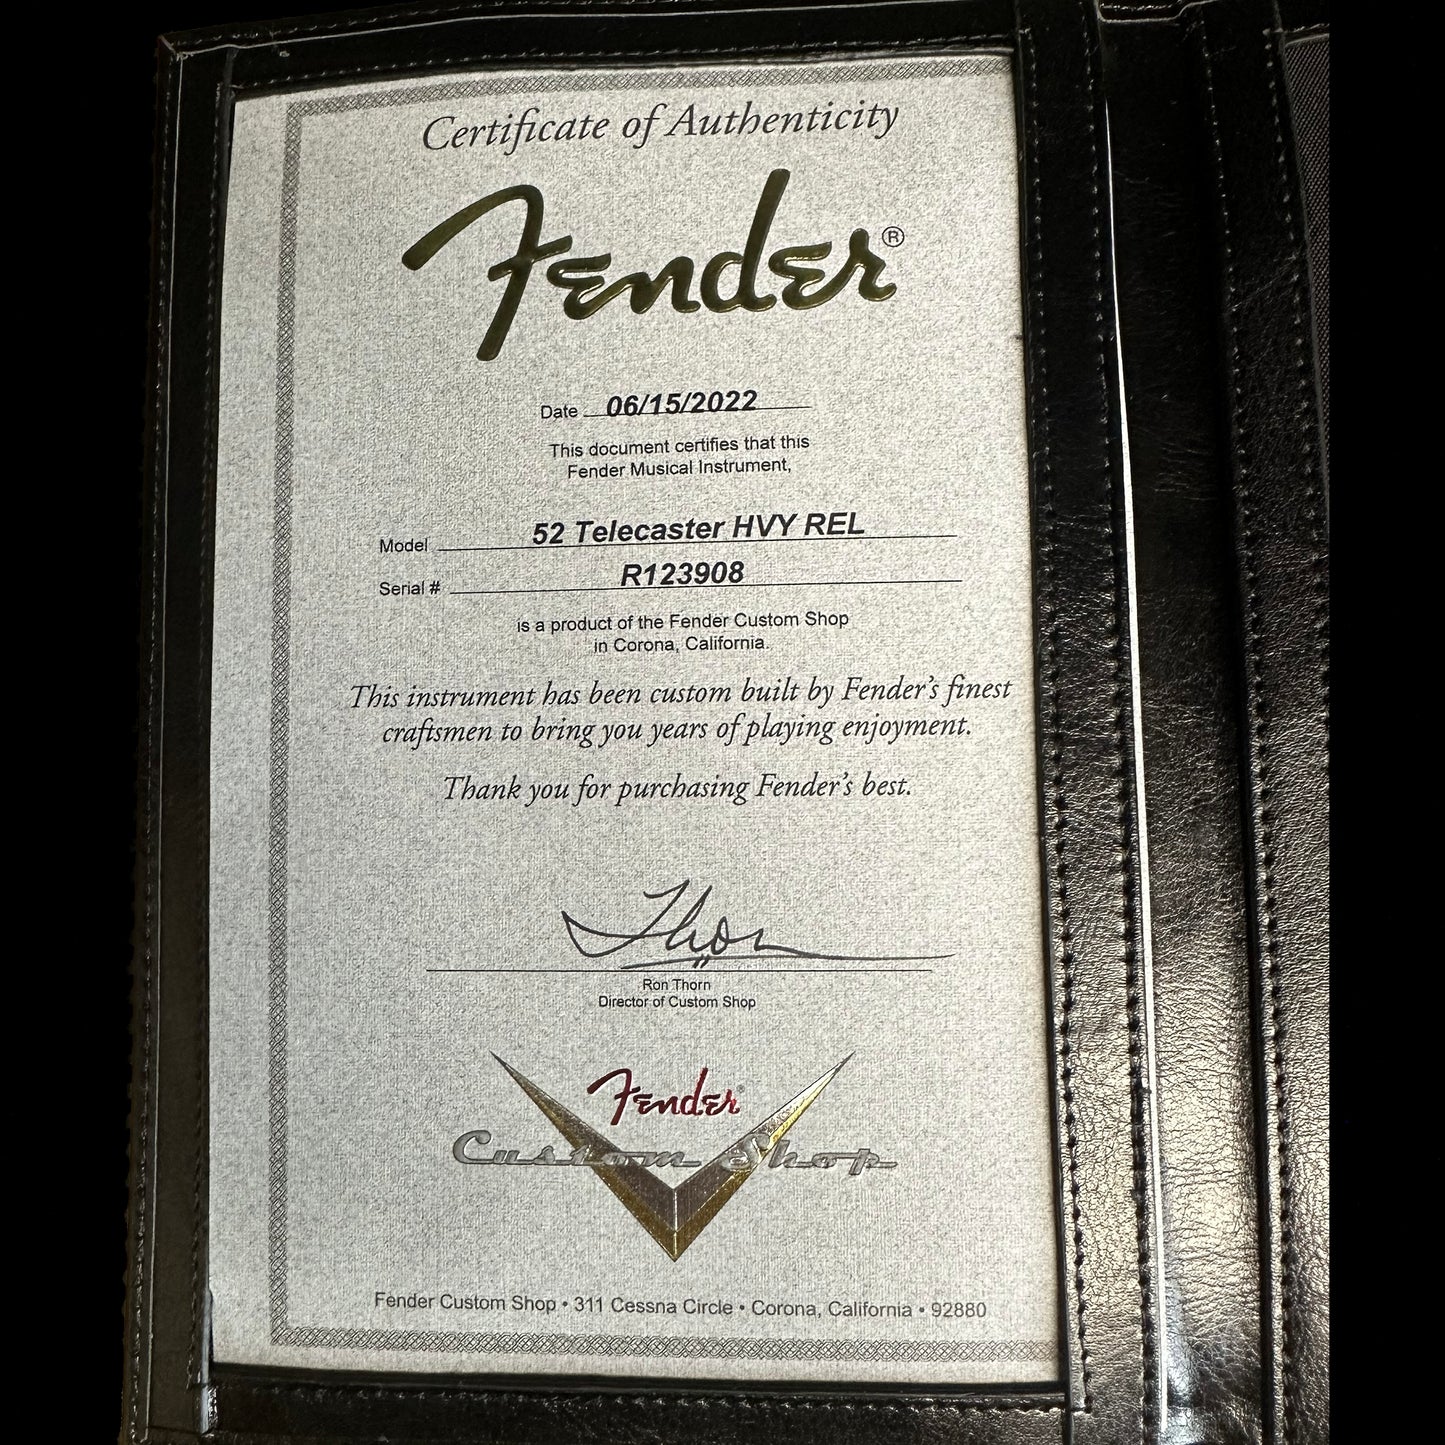 Certificate of Authenticity
Fender®
Date 06/15/2022
This document certifies that this
Fender Musical Instrument,
Model 52 Telecaster HVY REL
Serial # R123908
is a product of the Fender Custom Shop
in Corona, California.
This instrument has been custom built by Fender's finest
craftsmen to bring you years of playing enjoyment.
Thank you for purchasing Fender's best.
Thorn
Ron Thorn
Director of Custom Shop
Fender®
Custom Shop
Fender Custom Shop • 311 Cessna Circle • Corona, California • 92880